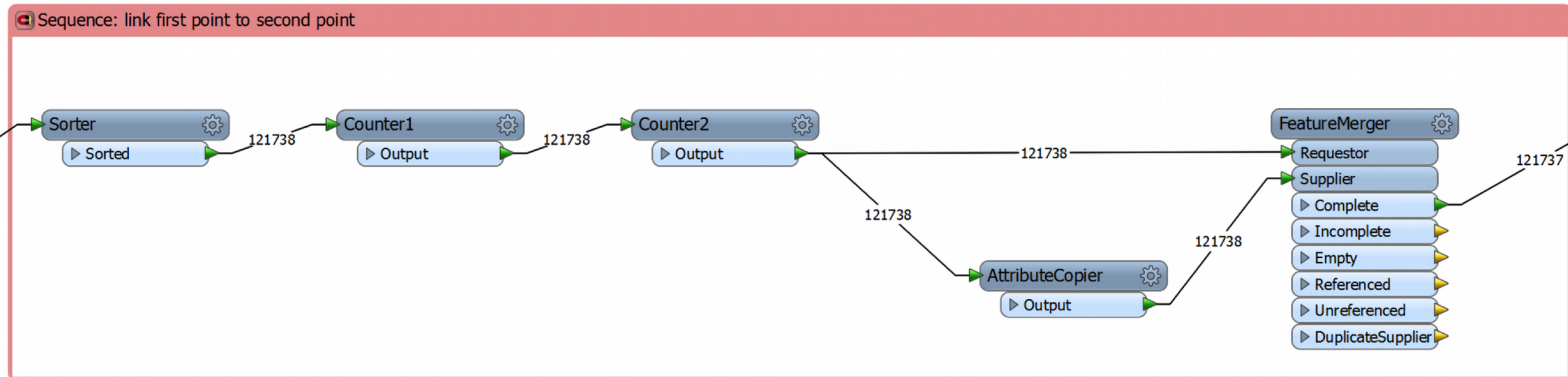 Sequence: link first point to second point
Sorter
Sorted
121738
Counter1
Output
121738
Counter2
Output
121738
121738
AttributeCopier
Output
121738
FeatureMerger
Requestor
Supplier
Complete
Incomplete
Empty
Referenced
Unreferenced
DuplicateSupplier
121737